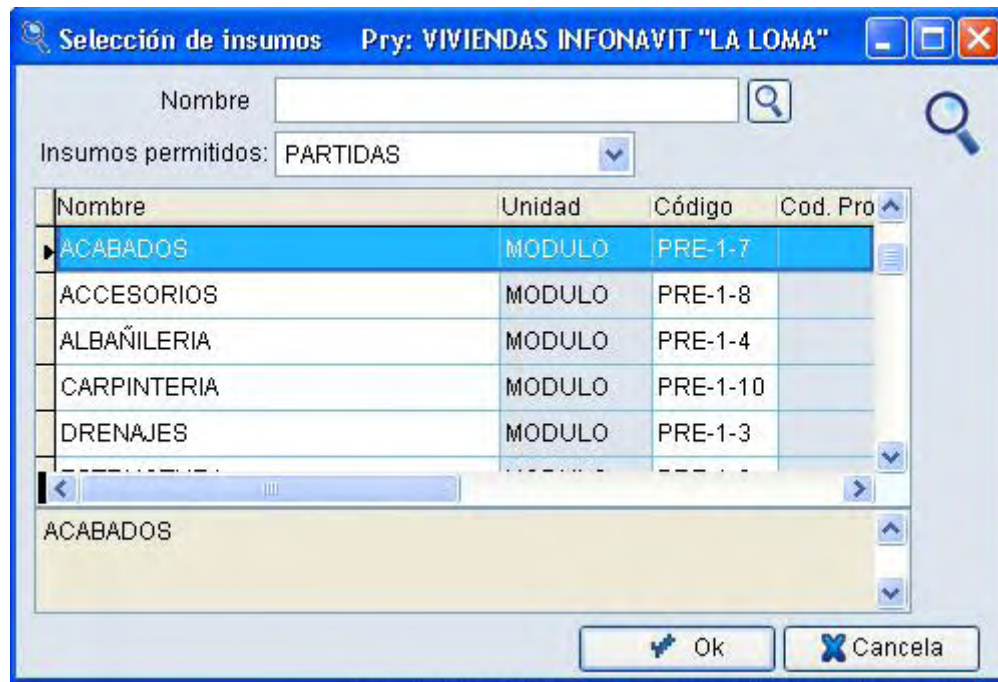 Selección de insumos Pry: VIVIENDAS INFONAVIT "LA LOMA"
Nombre
Insumos permitidos: PARTIDAS
Nombre Unidad Código Cod. Pro
ACABADOS MODULO PRE-1-7
ACCESORIOS MODULO PRE-1-8
ALBAÑILERIA MODULO PRE-1-4
CARPINTERIA MODULO PRE-1-10
DRENAJES MODULO PRE-1-3
ACABADOS
Ok Cancela